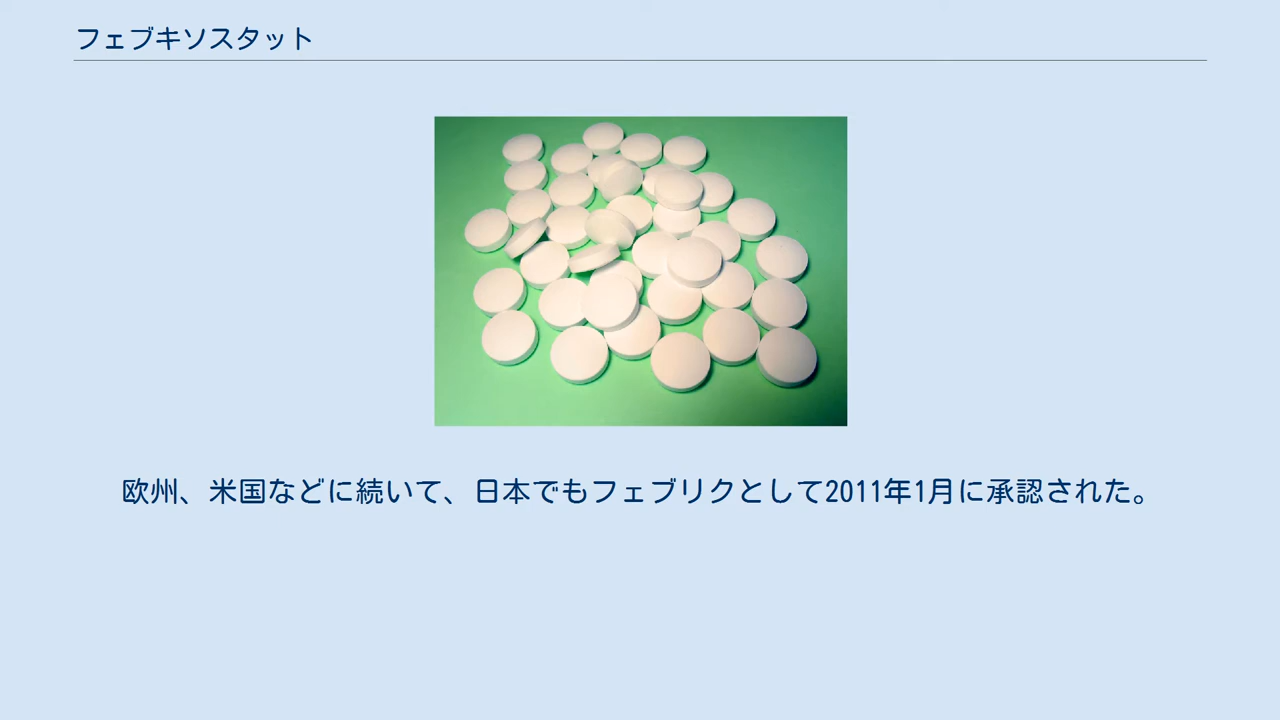 フェブキソスタット
欧州、米国などに続いて、日本でもフェブリクとして2011年1月に承認された。